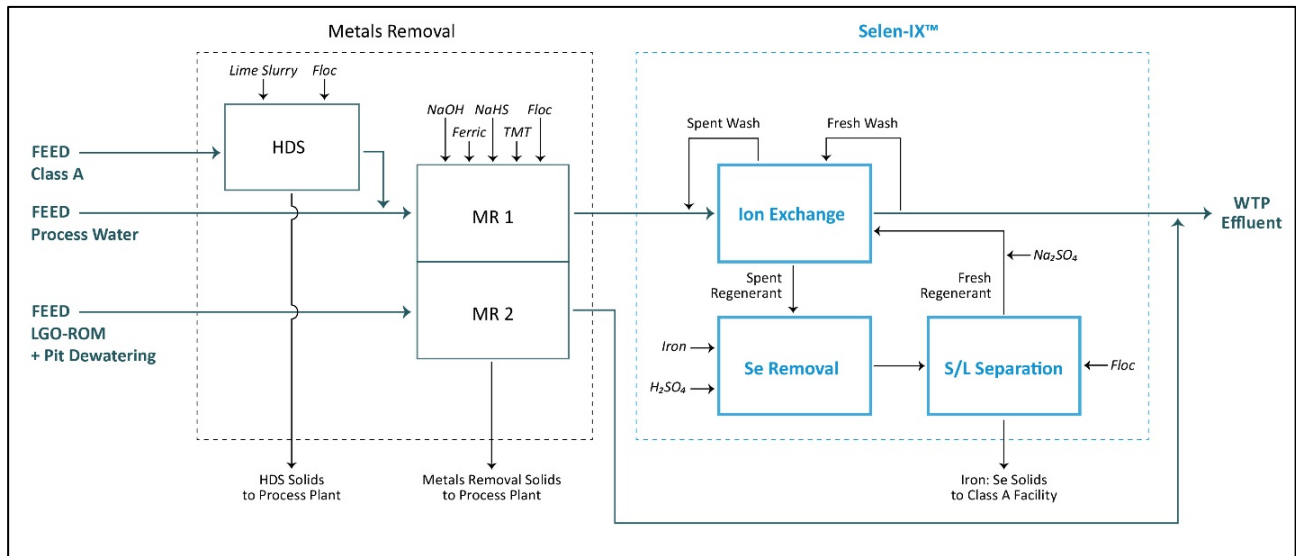 Metals Removal
Selen-IX™
Lime Slurry
Floc
NaOH
NaHS
Floc
Ferric
TMT
Spent Wash
Fresh Wash
FEED
Class A
HDS
FEED
Process Water
MR 1
Ion Exchange
WTP
Effluent
Na₂SO₄
Spent
Regenerant
Fresh
Regenerant
FEED
LGO-ROM
+ Pit Dewatering
MR 2
Iron
H₂SO₄
Se Removal
S/L Separation
Floc
HDS Solids
to Process Plant
Metals Removal Solids
to Process Plant
Iron: Se Solids
to Class A Facility